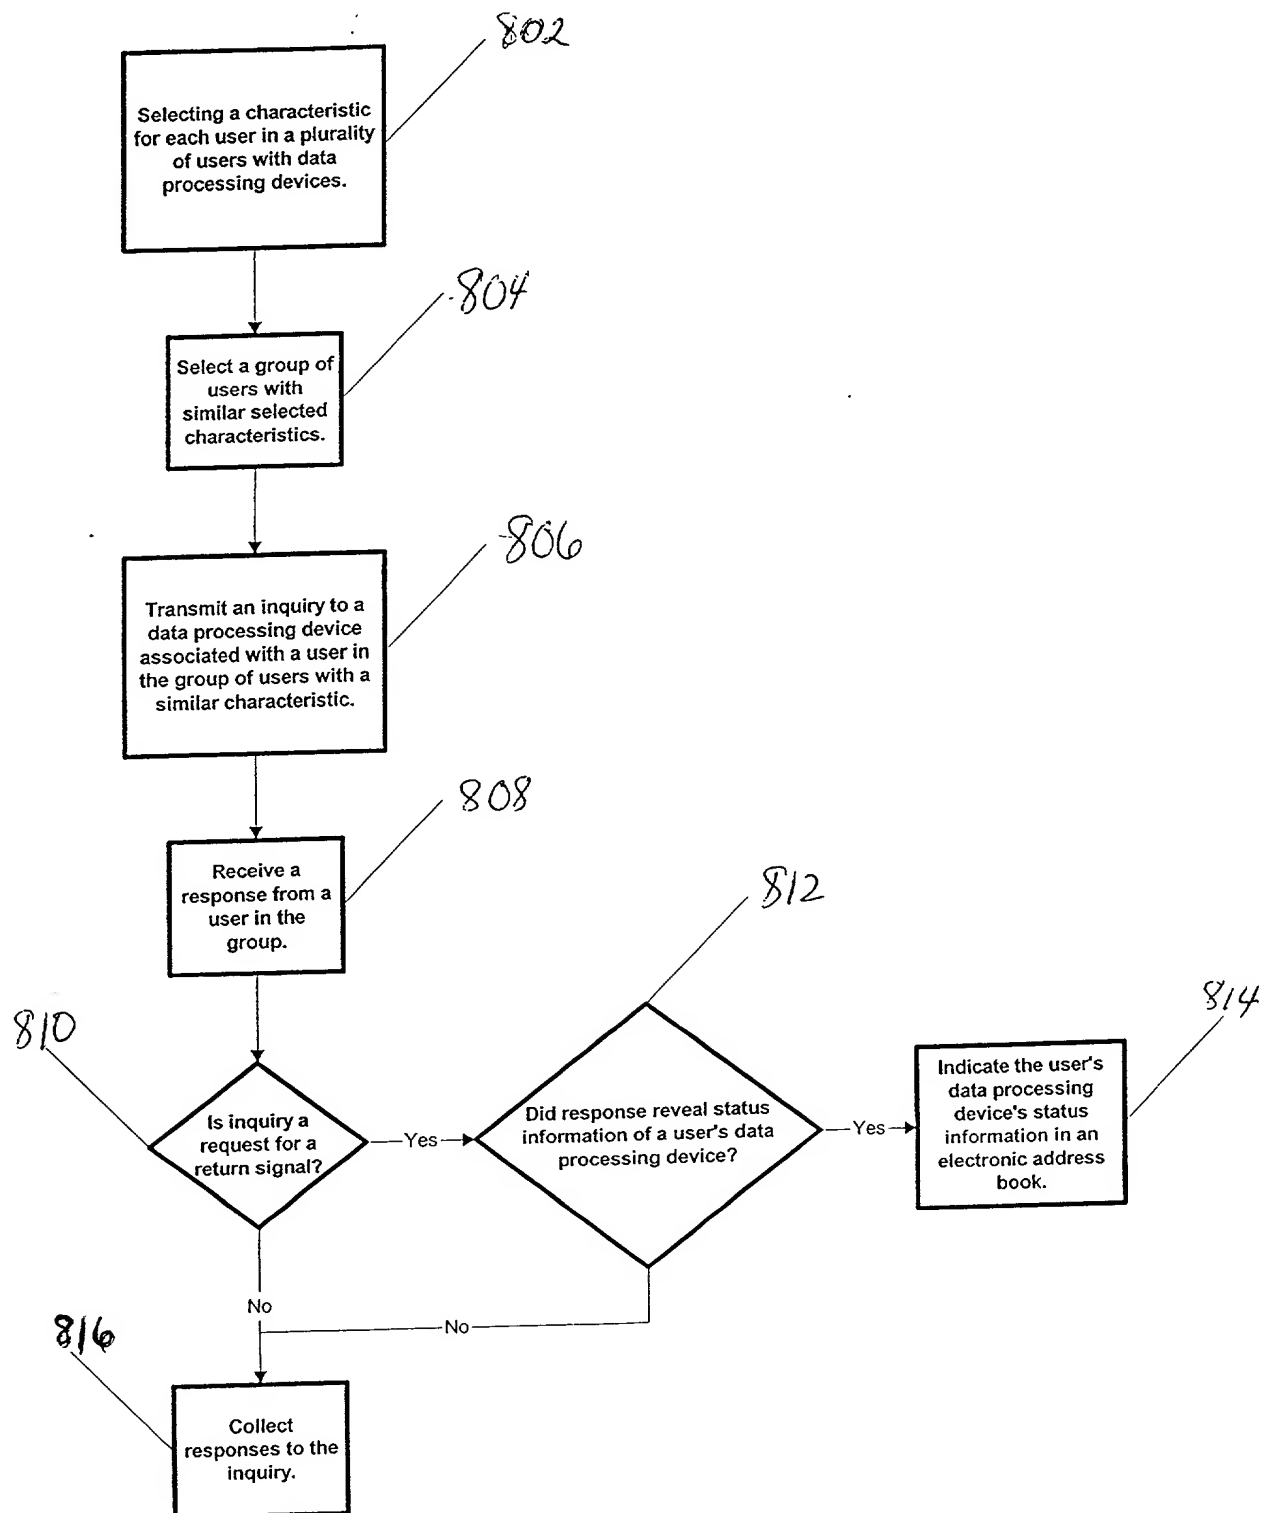 802
Selecting a characteristic
for each user in a plurality
of users with data
processing devices.
804
Select a group of
users with
similar selected
characteristics.
806
Transmit an inquiry to a
data processing device
associated with a user in
the group of users with a
similar characteristic.
808
Receive a
response from a
user in the
group.
810
Is inquiry a
request for a
return signal?
Yes
812
Did response reveal status
information of a user's data
processing device?
Yes
814
Indicate the user's
data processing
device's status
information in an
electronic address
book.
No
No
816
Collect
responses to the
inquiry.